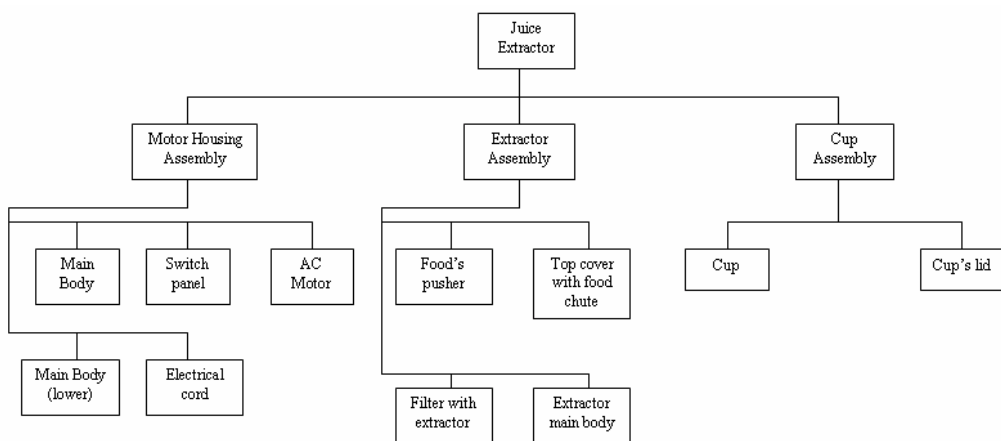 Juice
Extractor
Motor Housing
Assembly
Extractor
Assembly
Cup
Assembly
Main
Body
Switch
panel
AC
Motor
Food's
pusher
Top cover
with food
chute
Cup
Cup's lid
Main Body
(lower)
Electrical
cord
Filter with
extractor
Extractor
main body